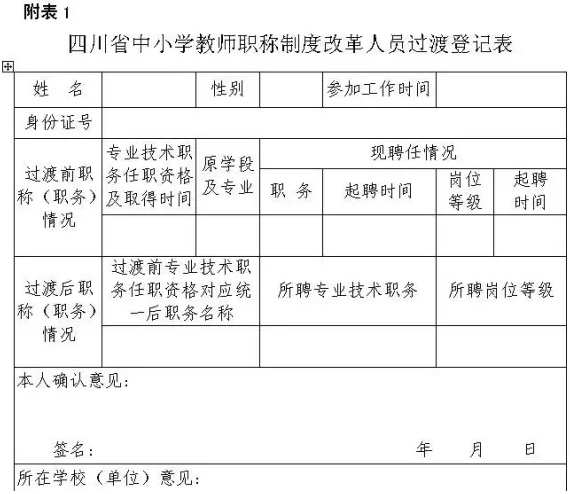 附表1
四川省中小学教师职称制度改革人员过渡登记表
姓 名
性别
参加工作时间
身份证号
过渡前职
称（职务）
情况
专业技术职
务任职资格
及取得时间
原学段
及专业
现聘任情况
职 务
起聘时间
岗位
等级
起聘
时间
过渡后职
称（职务）
情况
过渡前专业技术职
务任职资格对应统
一后职务名称
所聘专业技术职务
所聘岗位等级
本人确认意见：
签名： 年 月 日
所在学校（单位）意见：